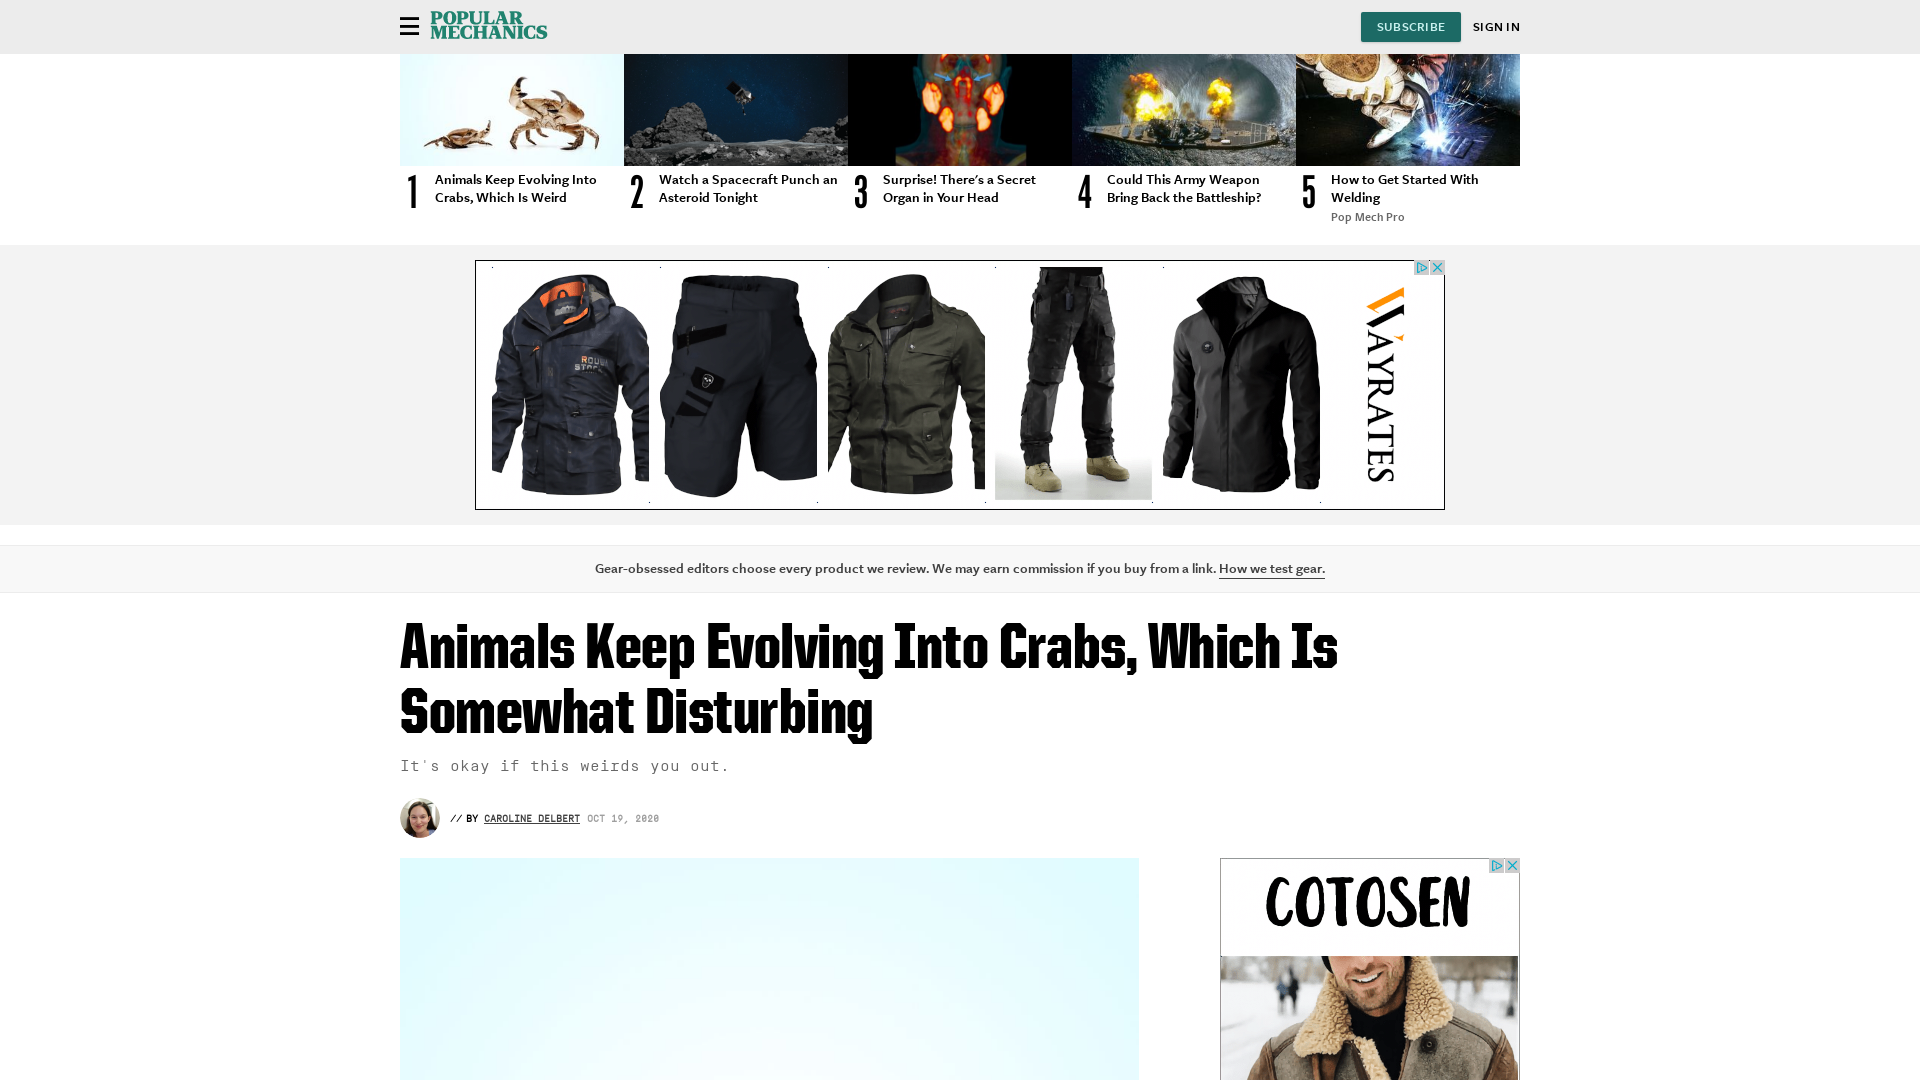 POPULAR
MECHANICS
SUBSCRIBE
SIGN IN
1
Animals Keep Evolving Into
Crabs, Which Is Weird
2
Watch a Spacecraft Punch an
Asteroid Tonight
3
Surprise! There's a Secret
Organ in Your Head
4
Could This Army Weapon
Bring Back the Battleship?
5
How to Get Started With
Welding
Pop Mech Pro
WAYRATES
Gear-obsessed editors choose every product we review. We may earn commission if you buy from a link. How we test gear.
Animals Keep Evolving Into Crabs, Which Is
Somewhat Disturbing
It's okay if this weirds you out.
// BY CAROLINE DELBERT OCT 19, 2020
COTOSEN